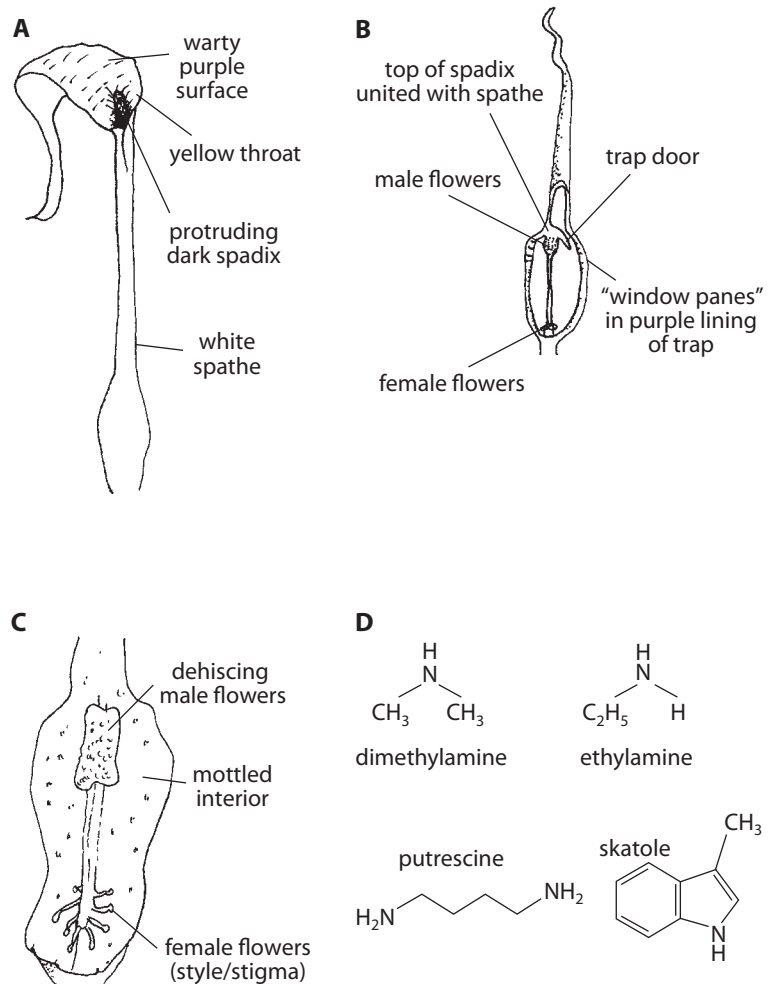 A
warty
purple
surface
yellow throat
protruding
dark spadix
white
spathe
B
top of spadix
united with spathe
male flowers
trap door
“window panes”
in purple lining
of trap
female flowers
C
dehiscing
male flowers
mottled
interior
female flowers
(style/stigma)
D
H
N
CH₃ CH₃
dimethylamine
H
N
C₂H₅ H
ethylamine
putrescine
H₂N NH₂
skatole
CH₃
N
H